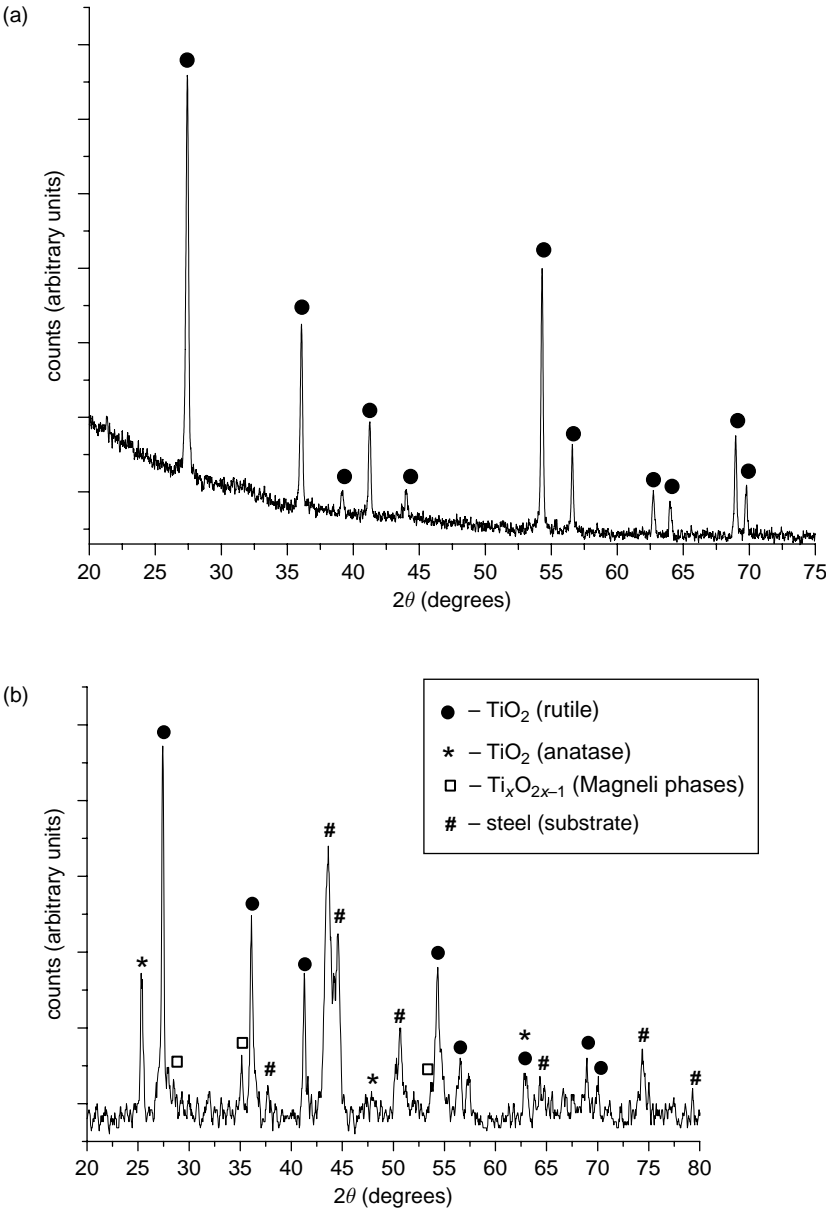 (a)
counts (arbitrary units)
20 25 30 35 40 45 50 55 60 65 70 75
2θ (degrees)
(b)
● – TiO₂ (rutile)
* – TiO₂ (anatase)
□ – TiₓO₂ₓ₋₁ (Magneli phases)
# – steel (substrate)
counts (arbitrary units)
*
#
#
#
*
#
*
#
#
#
20 25 30 35 40 45 50 55 60 65 70 75 80
2θ (degrees)